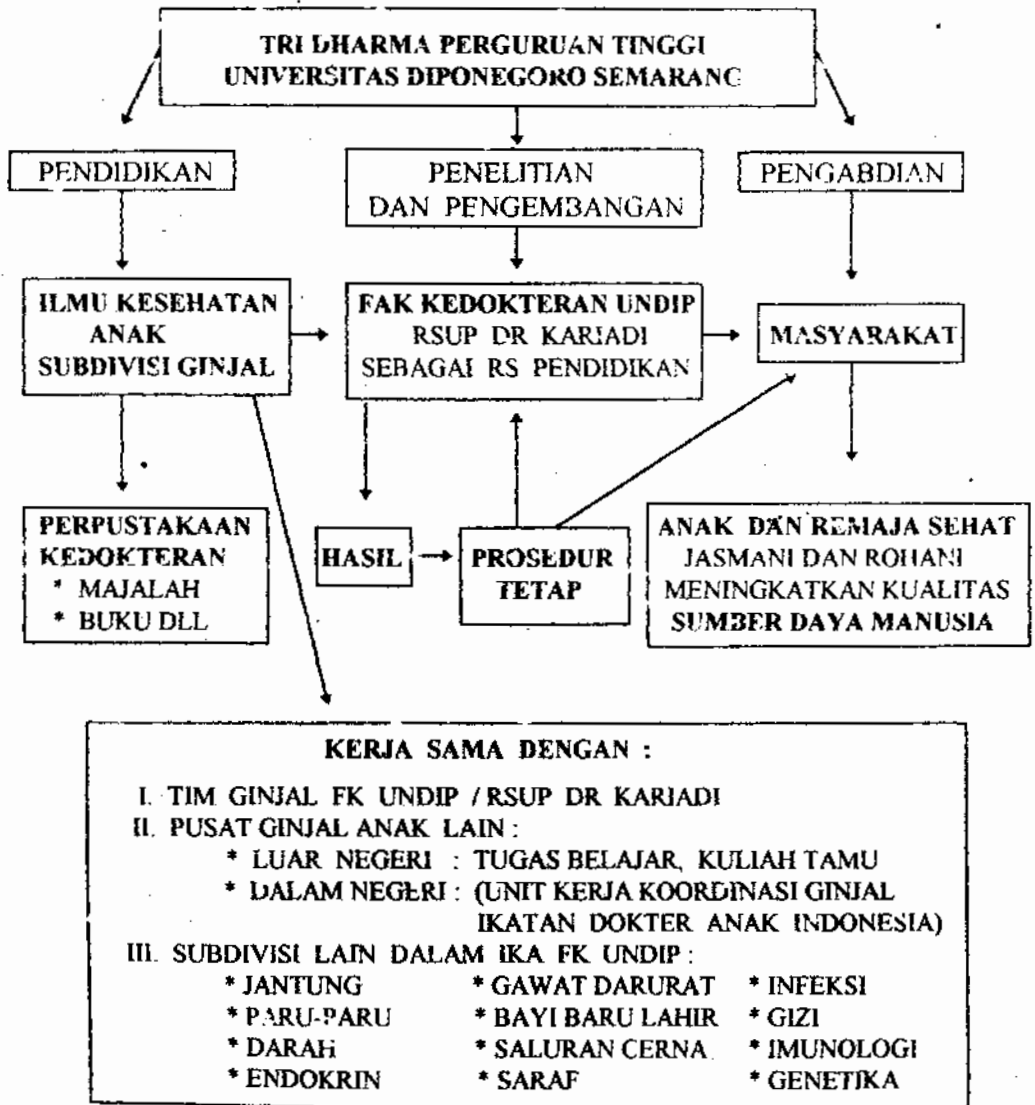 TRI DHARMA PERGURUAN TINGGI
UNIVERSITAS DIPONEGORO SEMARANG
PENDIDIKAN
PENELITIAN
DAN PENGEMBANGAN
PENGABDIAN
ILMU KESEHATAN
ANAK
SUBDIVISI GINJAL
FAK KEDOKTERAN UNDIP
RSUP DR KARIADI
SEBAGAI RS PENDIDIKAN
MASYARAKAT
PERPUSTAKAAN
KEDOKTERAN
* MAJALAH
* BUKU DLL
HASIL
PROSEDUR
TETAP
ANAK DAN REMAJA SEHAT
JASMANI DAN ROHANI
MENINGKATKAN KUALITAS
SUMBER DAYA MANUSIA
KERJA SAMA DENGAN :
I. TIM GINJAL FK UNDIP / RSUP DR KARIADI
II. PUSAT GINJAL ANAK LAIN :
* LUAR NEGERI : TUGAS BELAJAR, KULIAH TAMU
* DALAM NEGERI : (UNIT KERJA KOORDINASI GINJAL
IKATAN DOKTER ANAK INDONESIA)
III. SUBDIVISI LAIN DALAM IKA FK UNDIP :
* JANTUNG * GAWAT DARURAT * INFEKSI
* PARU-PARU * BAYI BARU LAHIR * GIZI
* DARAH * SALURAN CERNA * IMUNOLOGI
* ENDOKRIN * SARAF * GENETIKA